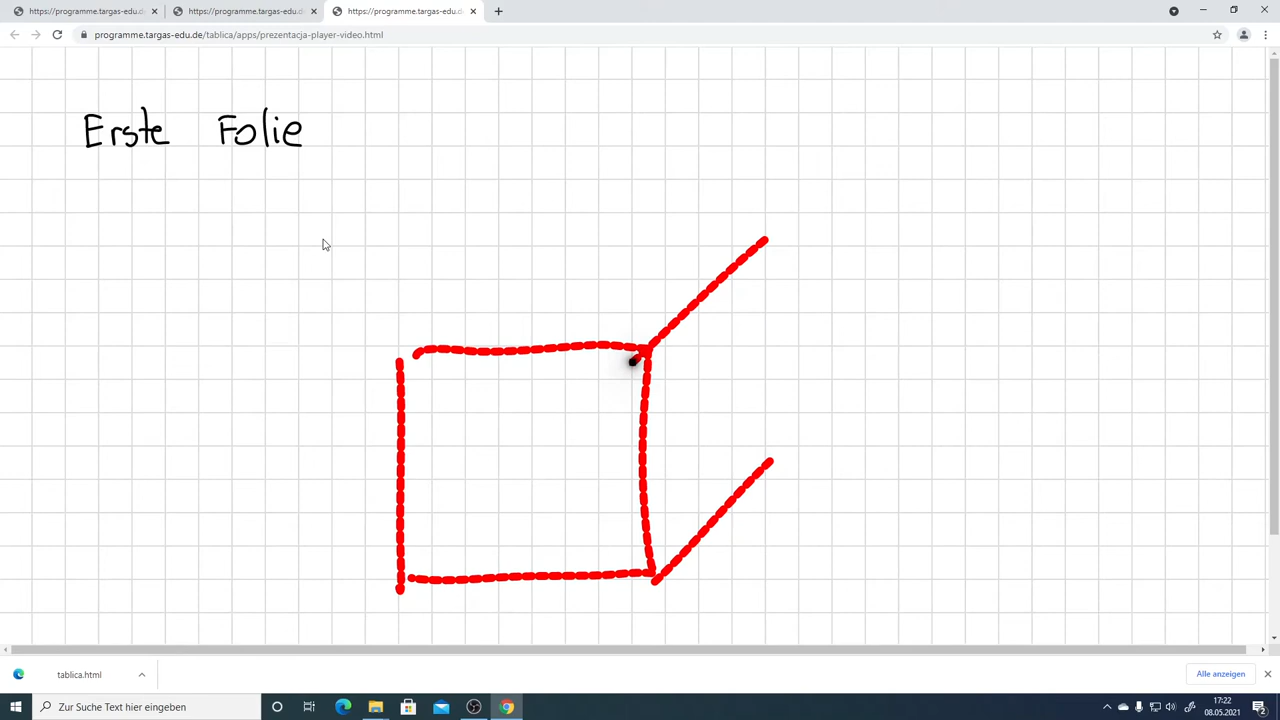 https://programme.targas-edu.d
https://programme.targas-edu.d
https://programme.targas-edu.d
programme.targas-edu.de/tablica/apps/prezentacja-player-video.html
Erste Folie
tablica.html
Alle anzeigen
Zur Suche Text hier eingeben
17:22
08.05.2021
2